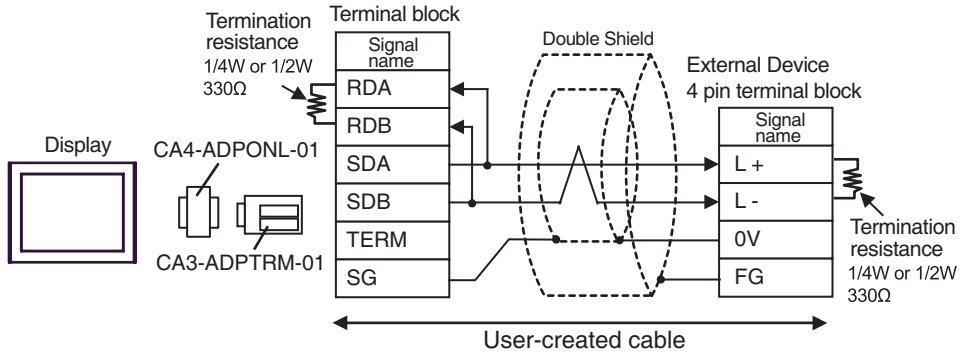 Termination
resistance
1/4W or 1/2W
330Ω
Terminal block
Signal
name
RDA
RDB
SDA
SDB
TERM
SG
Double Shield
External Device
4 pin terminal block
Signal
name
L +
L -
0V
FG
Termination
resistance
1/4W or 1/2W
330Ω
Display
CA4-ADPONL-01
CA3-ADPTRM-01
User-created cable